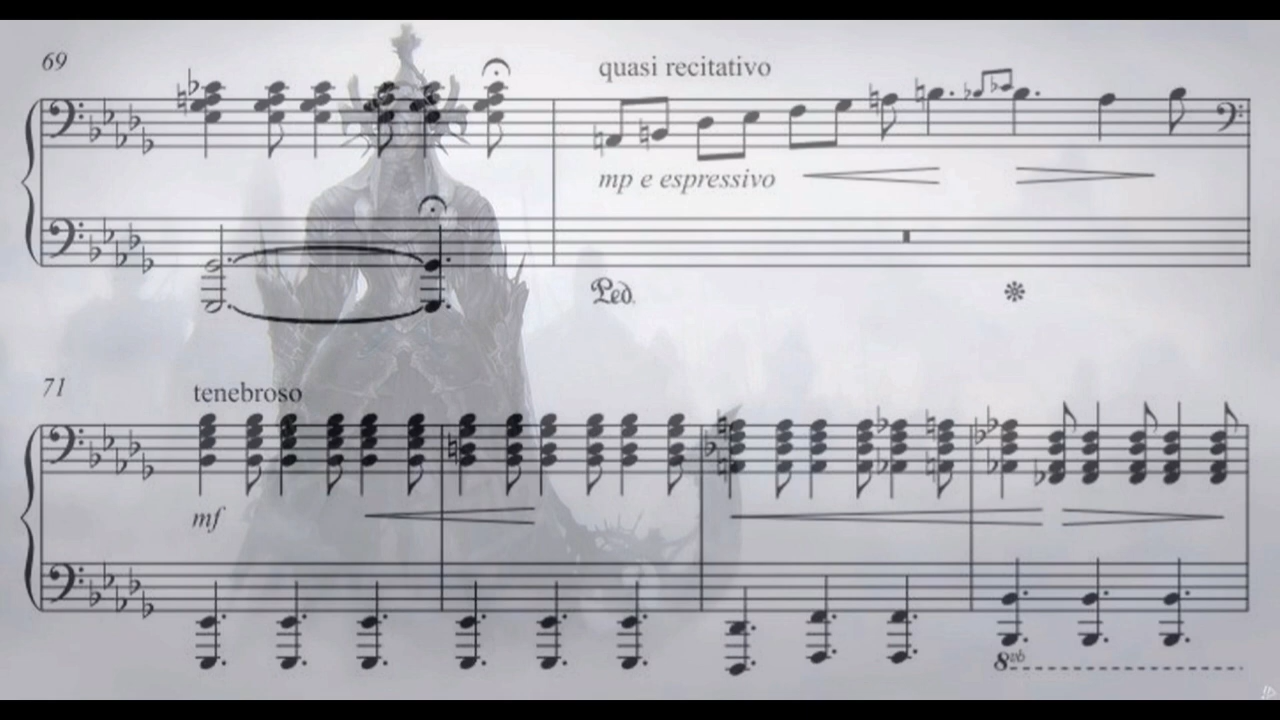 69
quasi recitativo
mp e espressivo
Ped.
71
tenebroso
mf
8vb